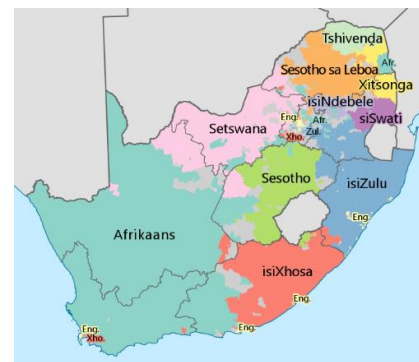 Tshivenda
Afr.
Sesotho sa Leboa
Xitsonga
isiNdebele
Eng.
Afr.
siSwati
Setswana
Zul.
Xho.
Sesotho
isiZulu
Eng.
Afrikaans
isiXhosa
Eng.
Eng.
Eng.
Xho.